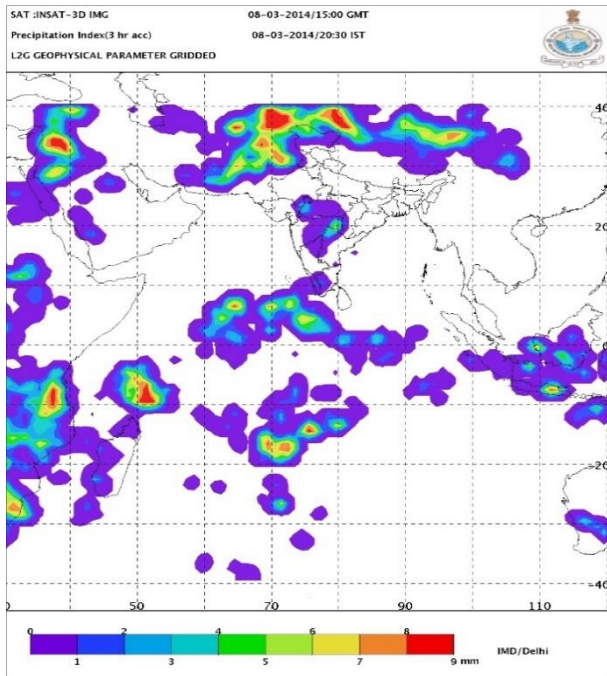 SAT :INSAT-3D IMG 08-03-2014/15:00 GMT
Precipitation Index(3 hr acc) 08-03-2014/20:30 IST
L2G GEOPHYSICAL PARAMETER GRIDDED
40
20
0
-20
-40
50 70 90 110
0 2 4 6 8
1 3 5 7 9 mm
IMD/Delhi